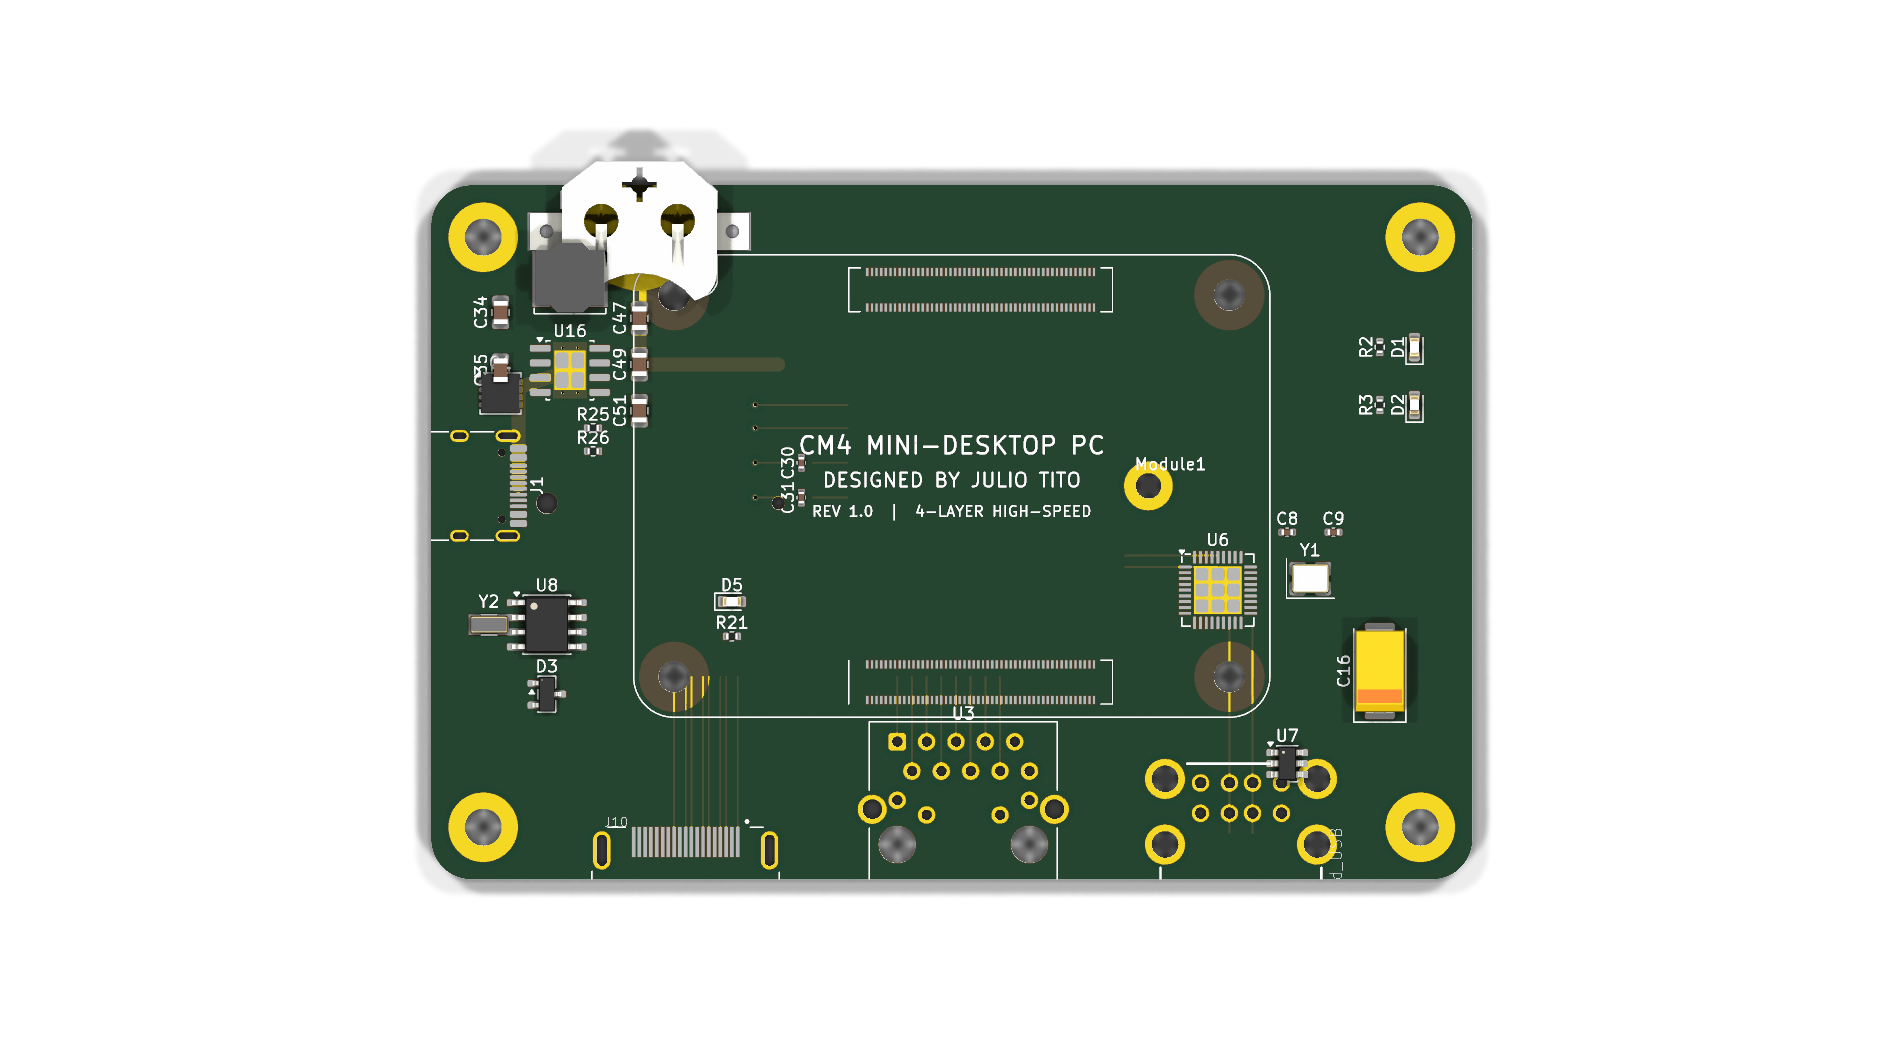 C34
C47
U16
C35
C49
C51
R25
R26
R2
D1
R3
D2
CM4 MINI-DESKTOP PC
DESIGNED BY JULIO TITO
REV 1.0 | 4-LAYER HIGH-SPEED
C30
C31
Module1
J1
C8
C9
U6
Y1
U8
Y2
D5
R21
D3
C16
U3
U7
J10